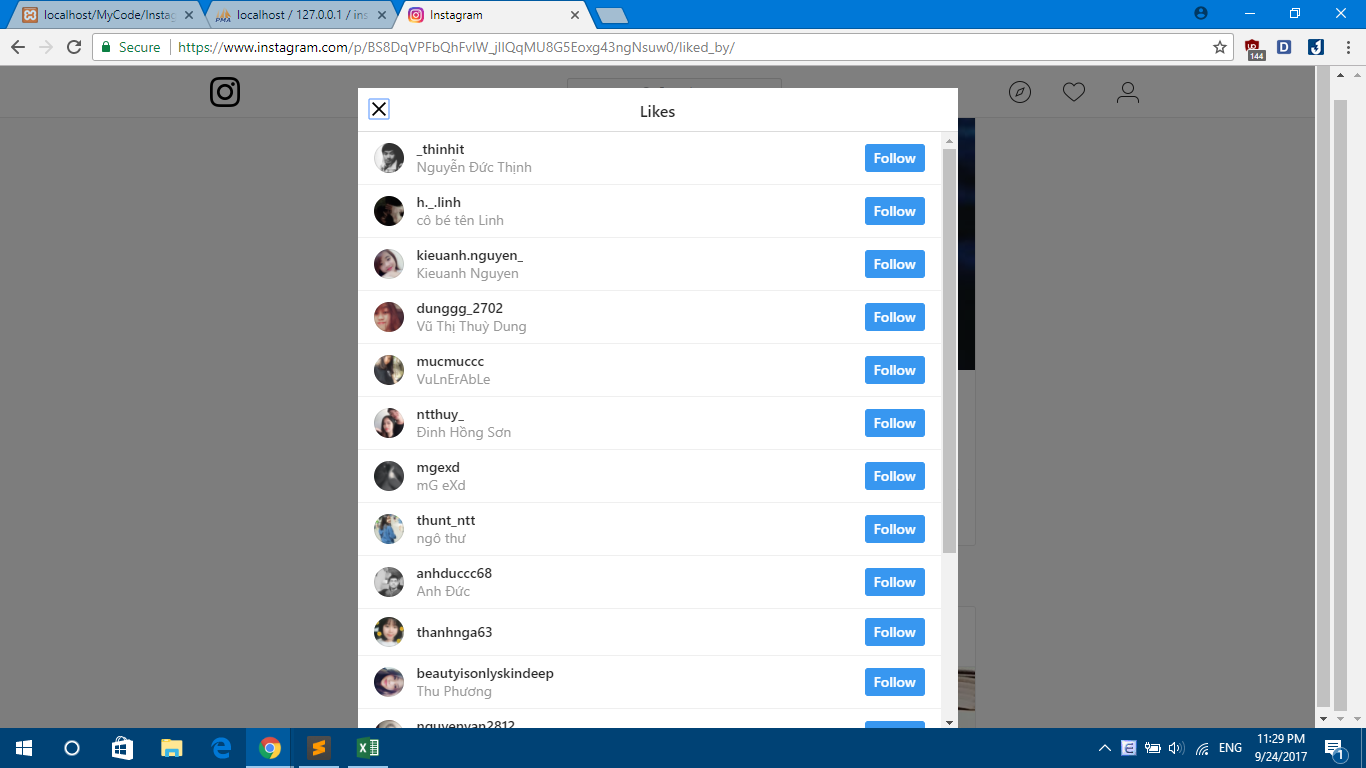 localhost/MyCode/Instag
localhost / 127.0.0.1 / ins
Instagram
Secure
https://www.instagram.com/p/BS8DqVPFbQhFvlW_jIlQqMU8G5Eoxg43ngNsuw0/liked_by/
144
Likes
_thinhit
Nguyễn Đức Thịnh
Follow
h._.linh
cô bé tên Linh
Follow
kieuanh.nguyen_
Kieuanh Nguyen
Follow
dunggg_2702
Vũ Thị Thuỳ Dung
Follow
mucmuccc
VuLnErAbLe
Follow
ntthuy_
Đinh Hồng Sơn
Follow
mgexd
mG eXd
Follow
thunt_ntt
ngô thư
Follow
anhduccc68
Anh Đức
Follow
thanhnga63
Follow
beautyisonlyskindeep
Thu Phương
Follow
nguyenvan2812
ENG
11:29 PM
9/24/2017
1